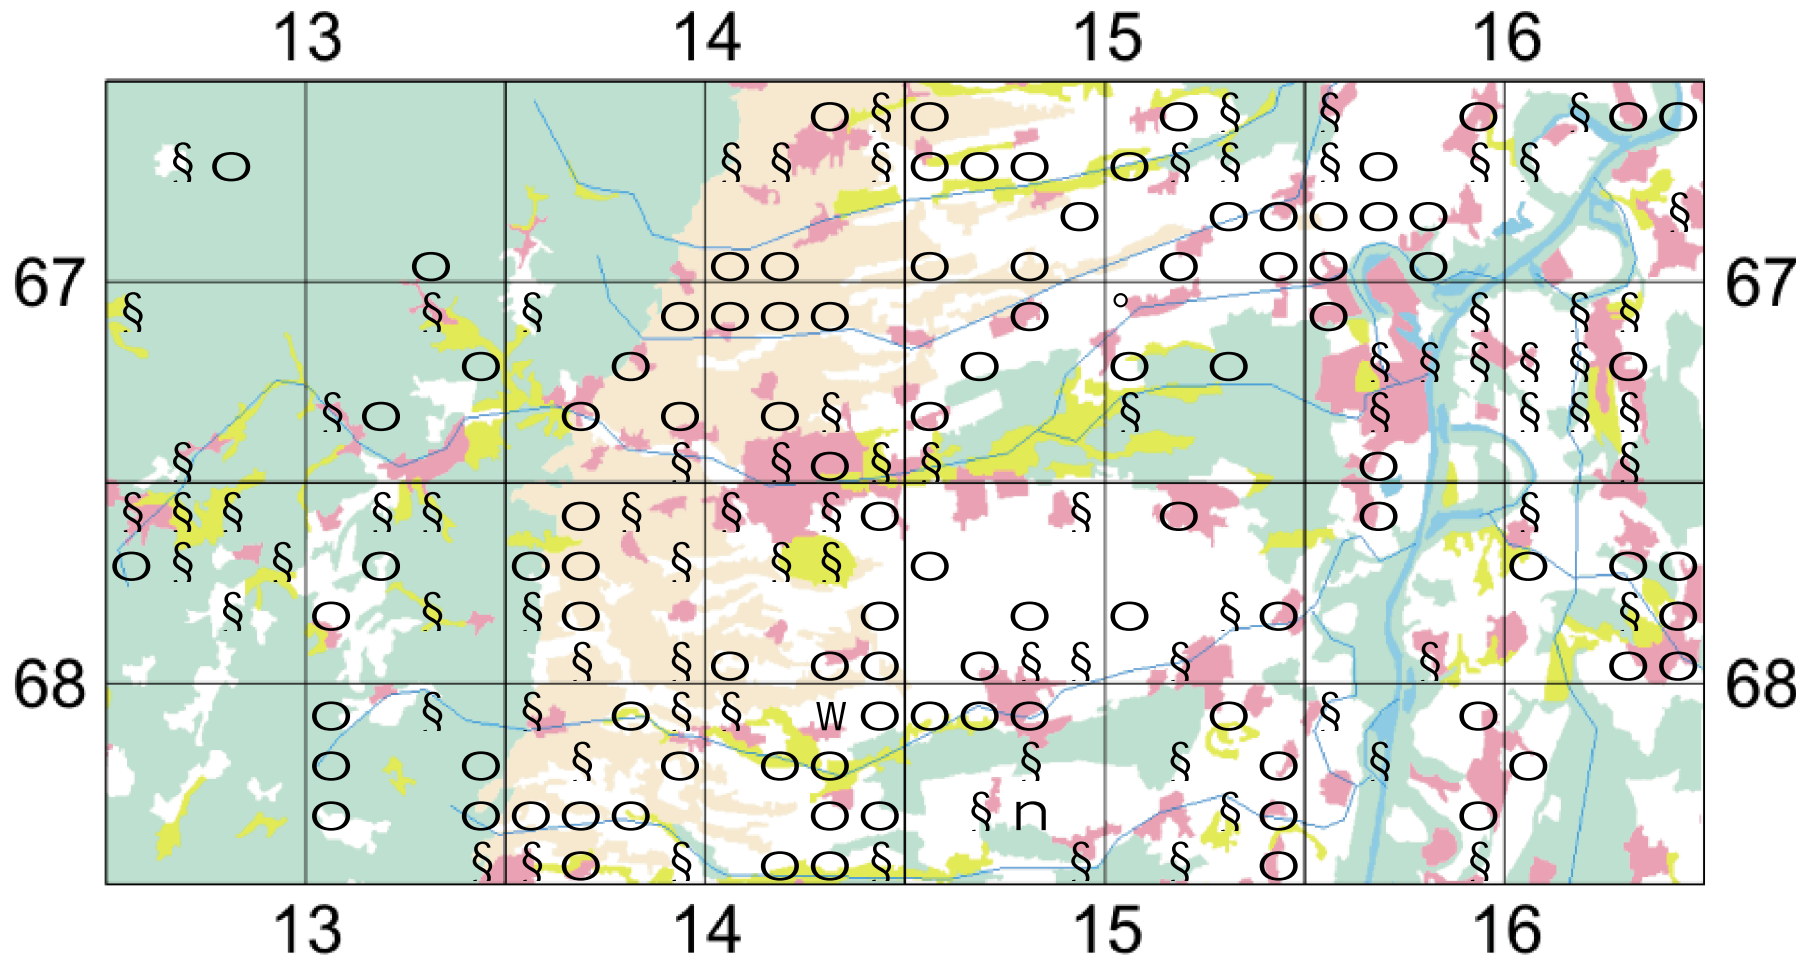 13 14 15 16
O § O O § § O § O O
§ O § § § O O O O § § § O § §
O O O O O O §
67 O O O O O O O O O 67
§ § § O O O O O ° O § § §
O O O O O § § § § § O
§ O O O O § O § § § § §
§ § § O § § O §
§ § § § § O § § § O § O O §
O § § O O O § § § O O O O
§ O § § O O O O § O § O
68 § § O O O O § § § § O O 68
O § § O § § W O O O O O § O
O O § O O O § § O § O
O O O O O O O § n § O O
§ § O § O O § § § O §
13 14 15 16